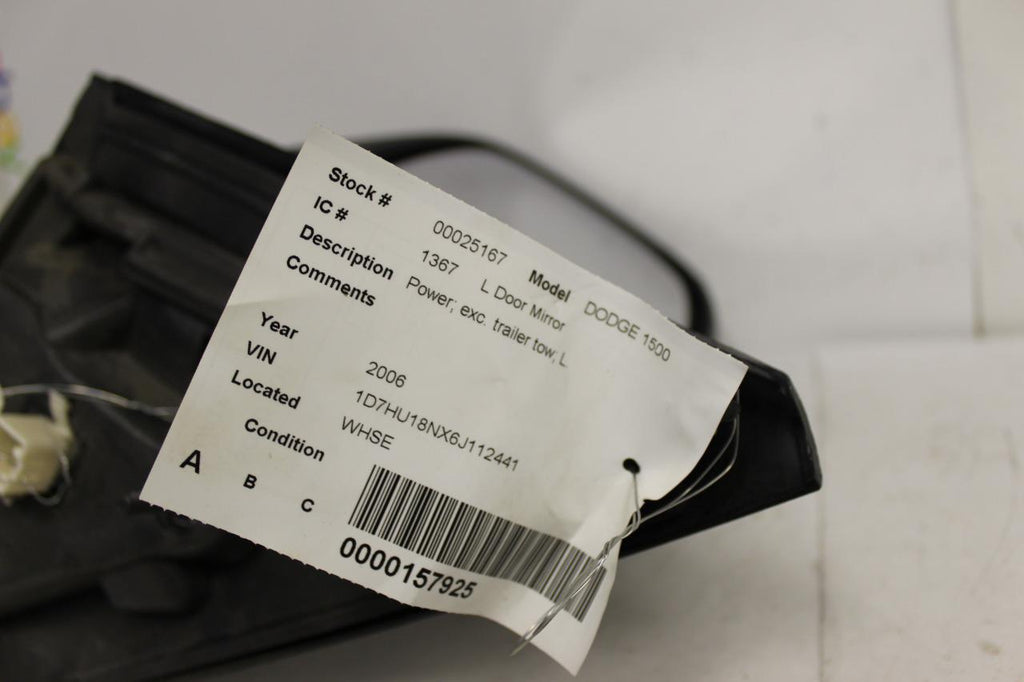 Stock # 00025167 Model DODGE 1500
IC # 1367 L Door Mirror
Description Power; exc. trailer tow; L
Comments
Year 2006
VIN 1D7HU18NX6J112441
Located WHSE
Condition
A B C
0000157925